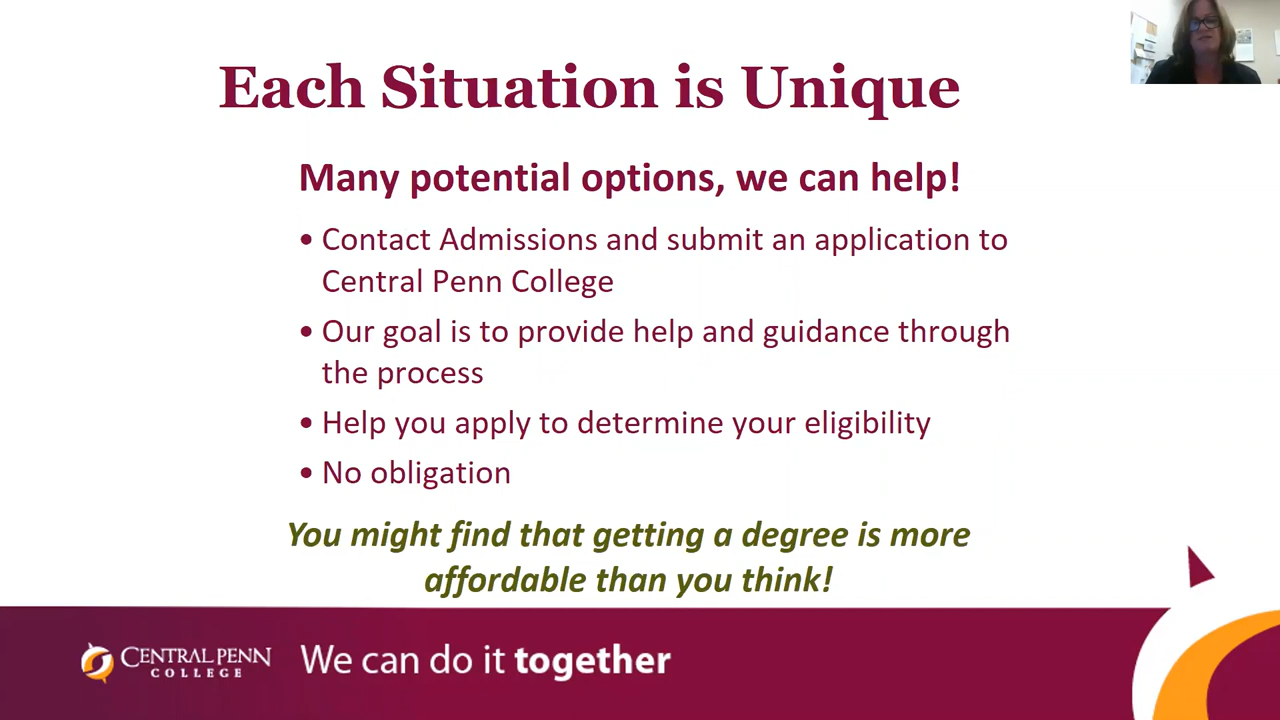 Each Situation is Unique
Many potential options, we can help!
• Contact Admissions and submit an application to
Central Penn College
• Our goal is to provide help and guidance through
the process
• Help you apply to determine your eligibility
• No obligation
You might find that getting a degree is more
affordable than you think!
CENTRAL PENN
COLLEGE
We can do it together